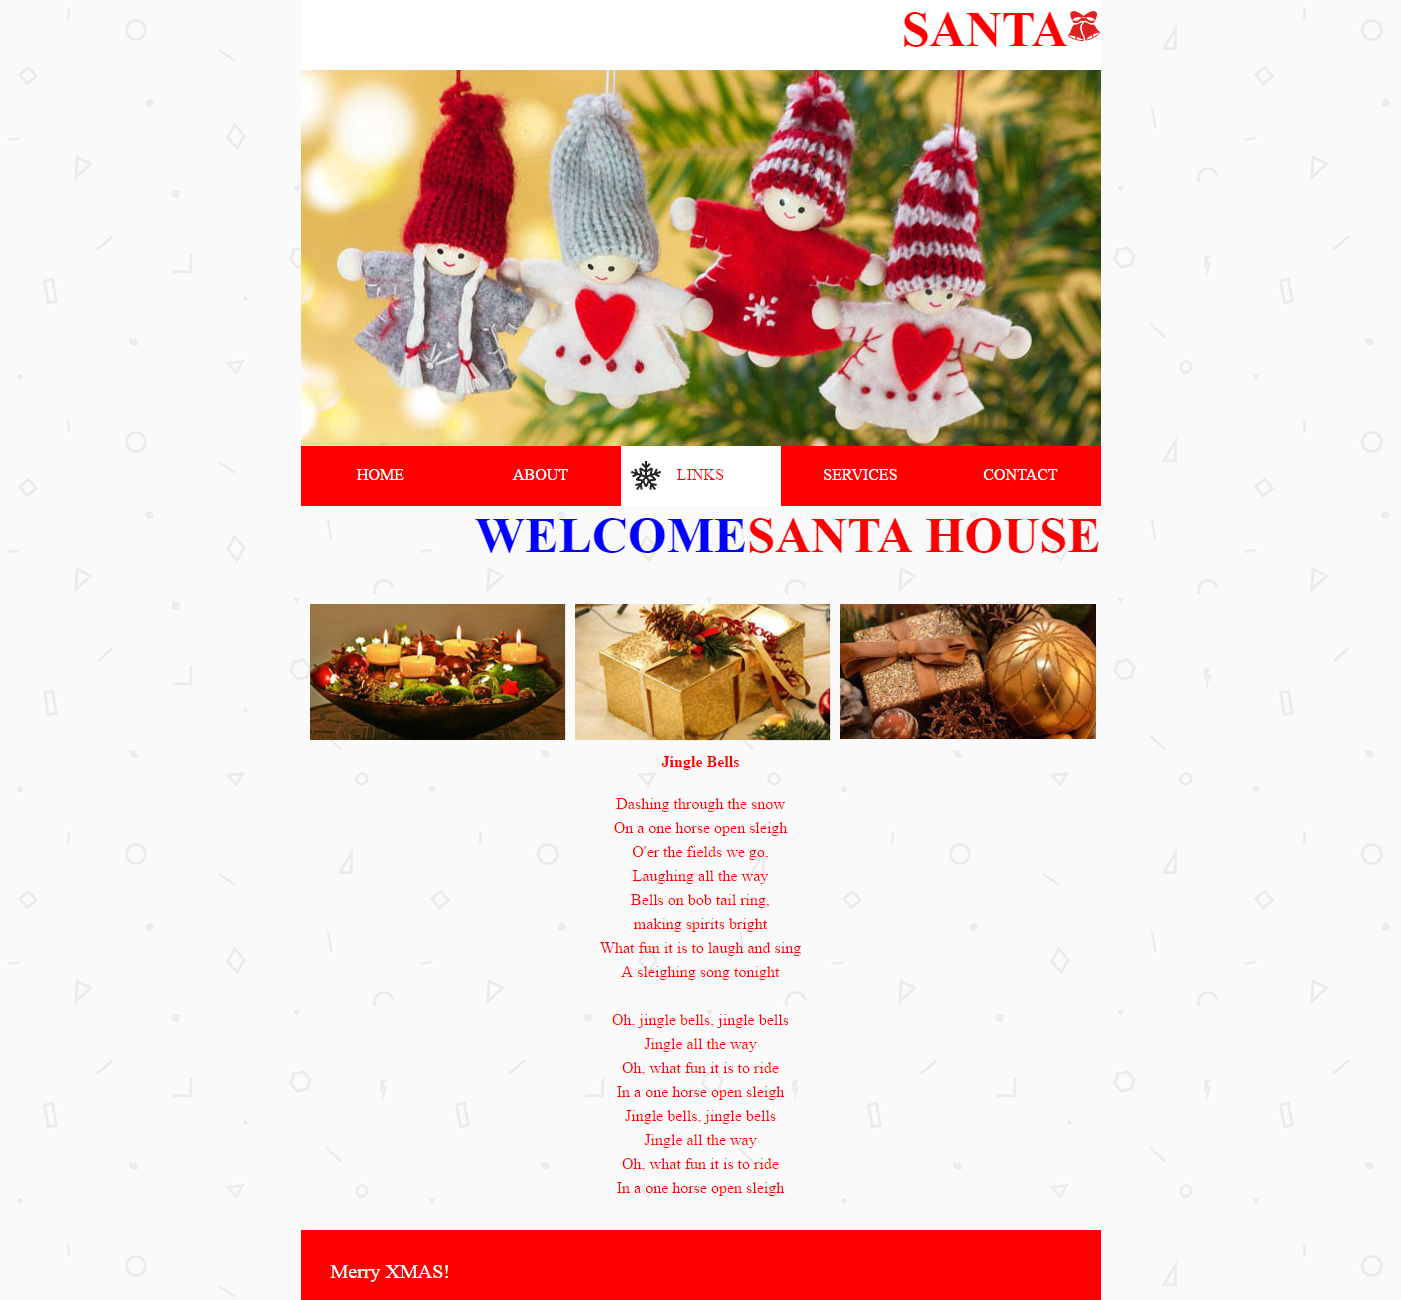 SANTA
HOME ABOUT LINKS SERVICES CONTACT
WELCOMESANTA HOUSE
Jingle Bells
Dashing through the snow
On a one horse open sleigh
O'er the fields we go,
Laughing all the way
Bells on bob tail ring,
making spirits bright
What fun it is to laugh and sing
A sleighing song tonight
Oh, jingle bells, jingle bells
Jingle all the way
Oh, what fun it is to ride
In a one horse open sleigh
Jingle bells, jingle bells
Jingle all the way
Oh, what fun it is to ride
In a one horse open sleigh
Merry XMAS!